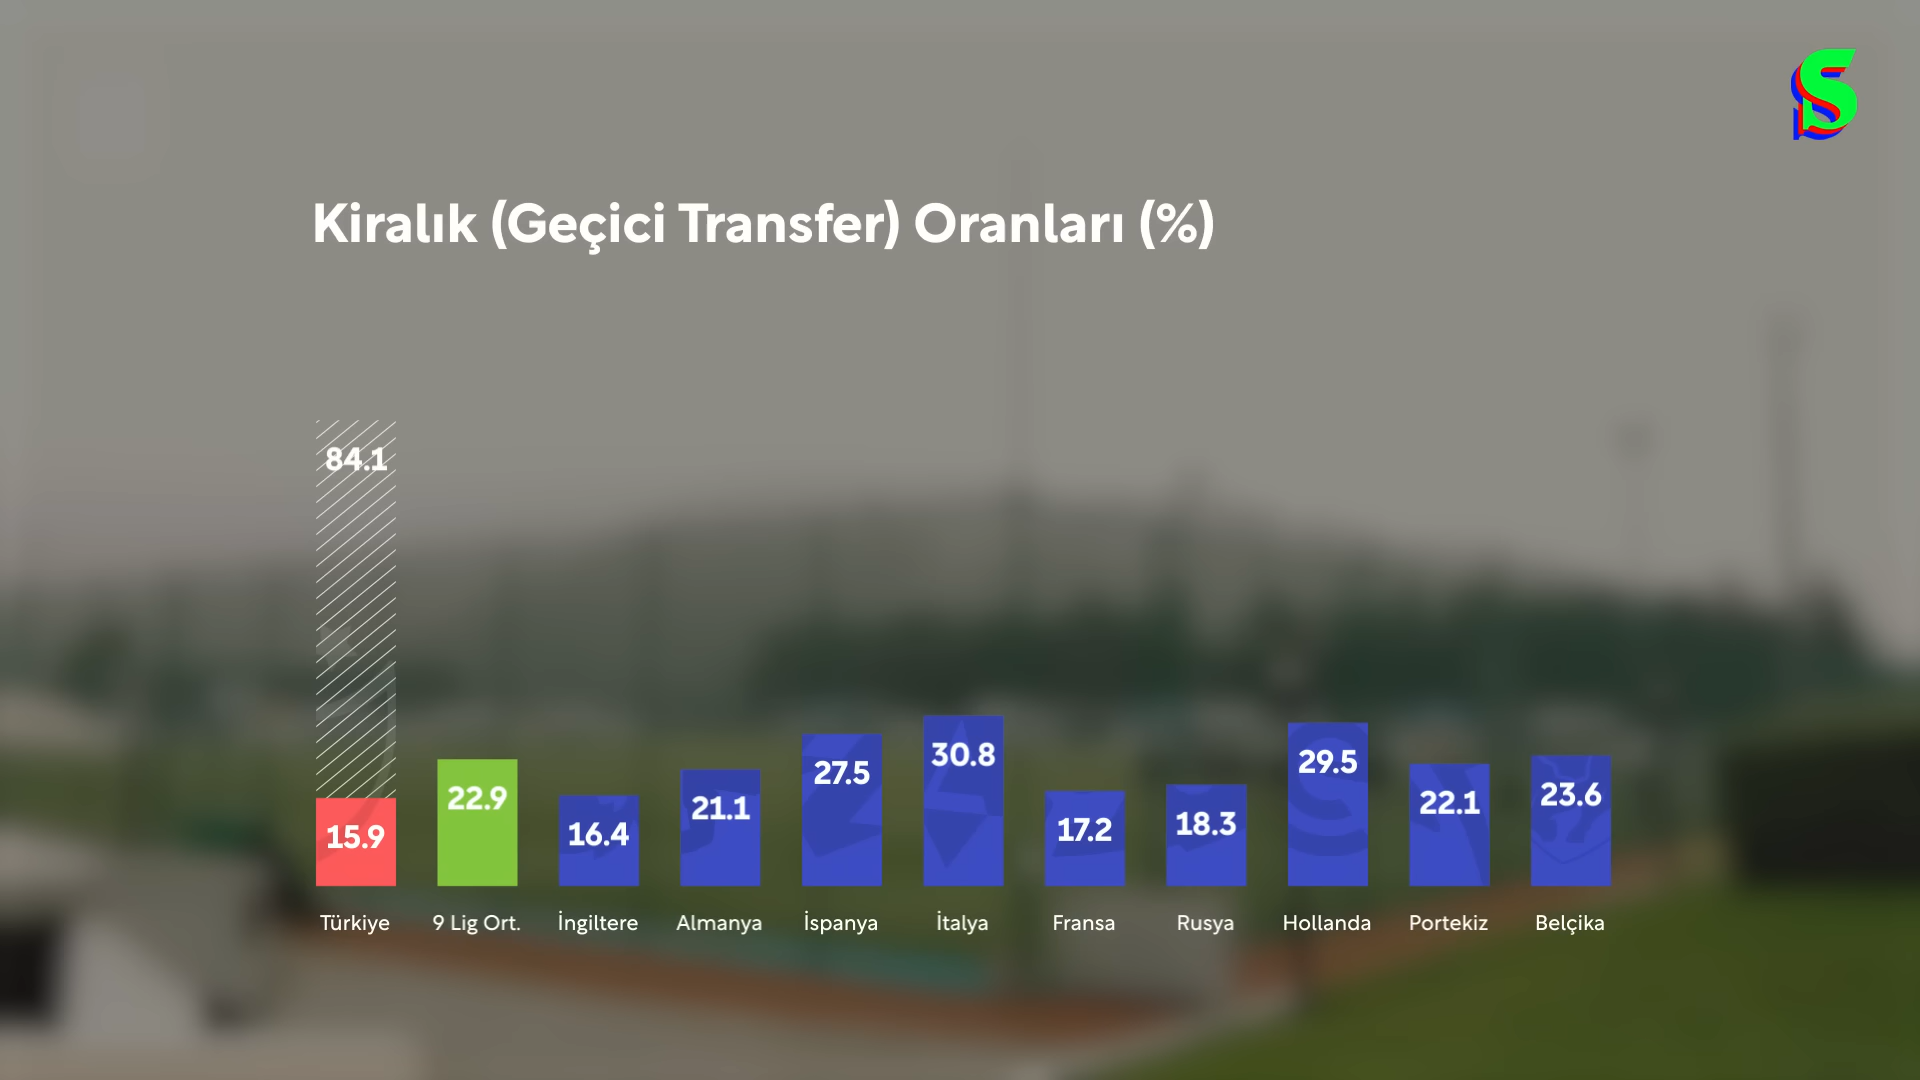 Kiralık (Geçici Transfer) Oranları (%)
84.1
15.9
22.9
16.4
21.1
27.5
30.8
17.2
18.3
29.5
22.1
23.6
Türkiye
9 Lig Ort.
İngiltere
Almanya
İspanya
İtalya
Fransa
Rusya
Hollanda
Portekiz
Belçika